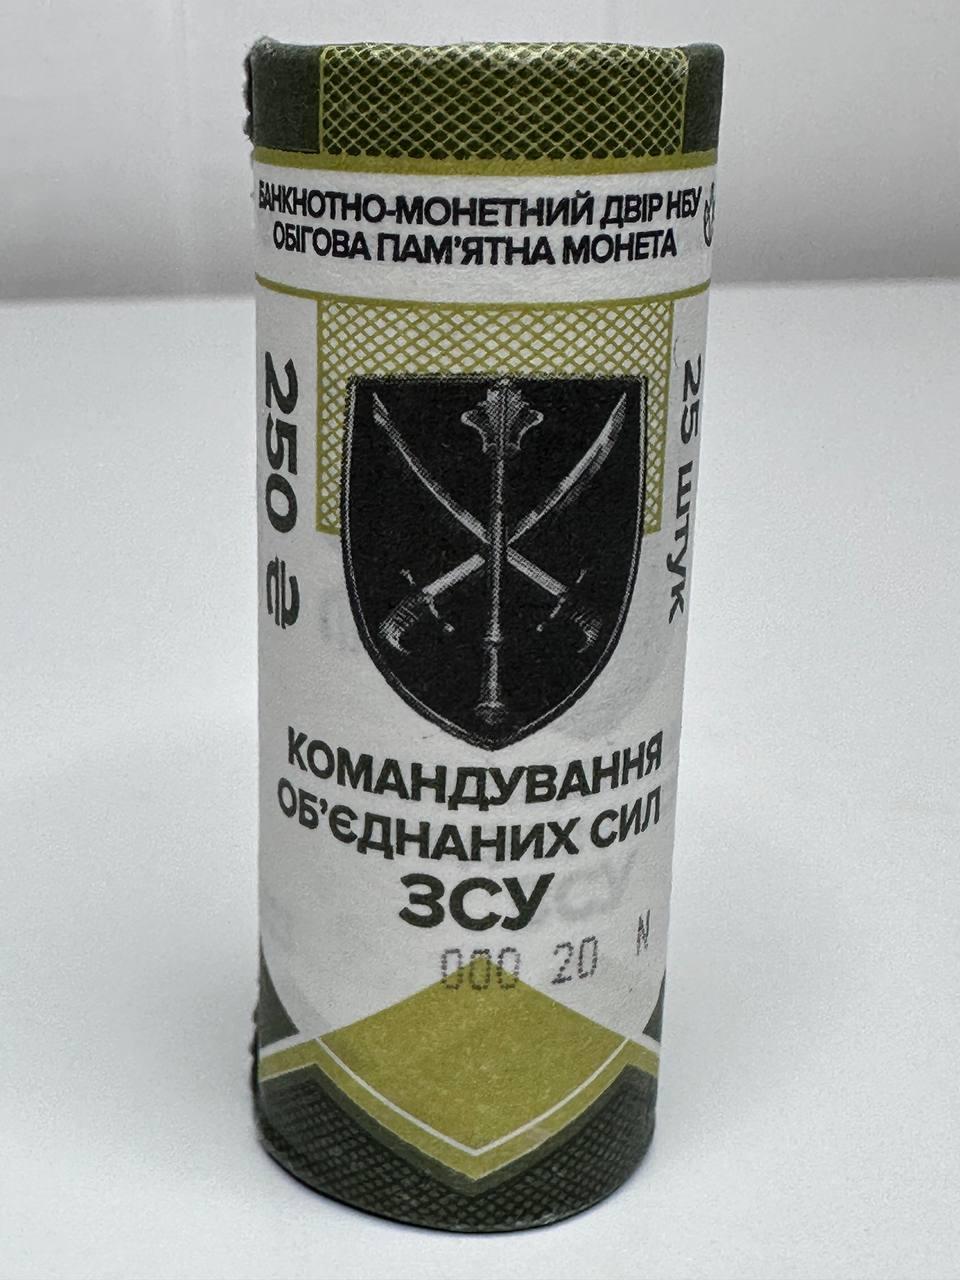 БАНКНОТНО-МОНЕТНИЙ ДВІР НБУ
ОБІГОВА ПАМ'ЯТНА МОНЕТА
250 ₴
25 штук
КОМАНДУВАННЯ
ОБ'ЄДНАНИХ СИЛ
ЗСУ
000 20 N